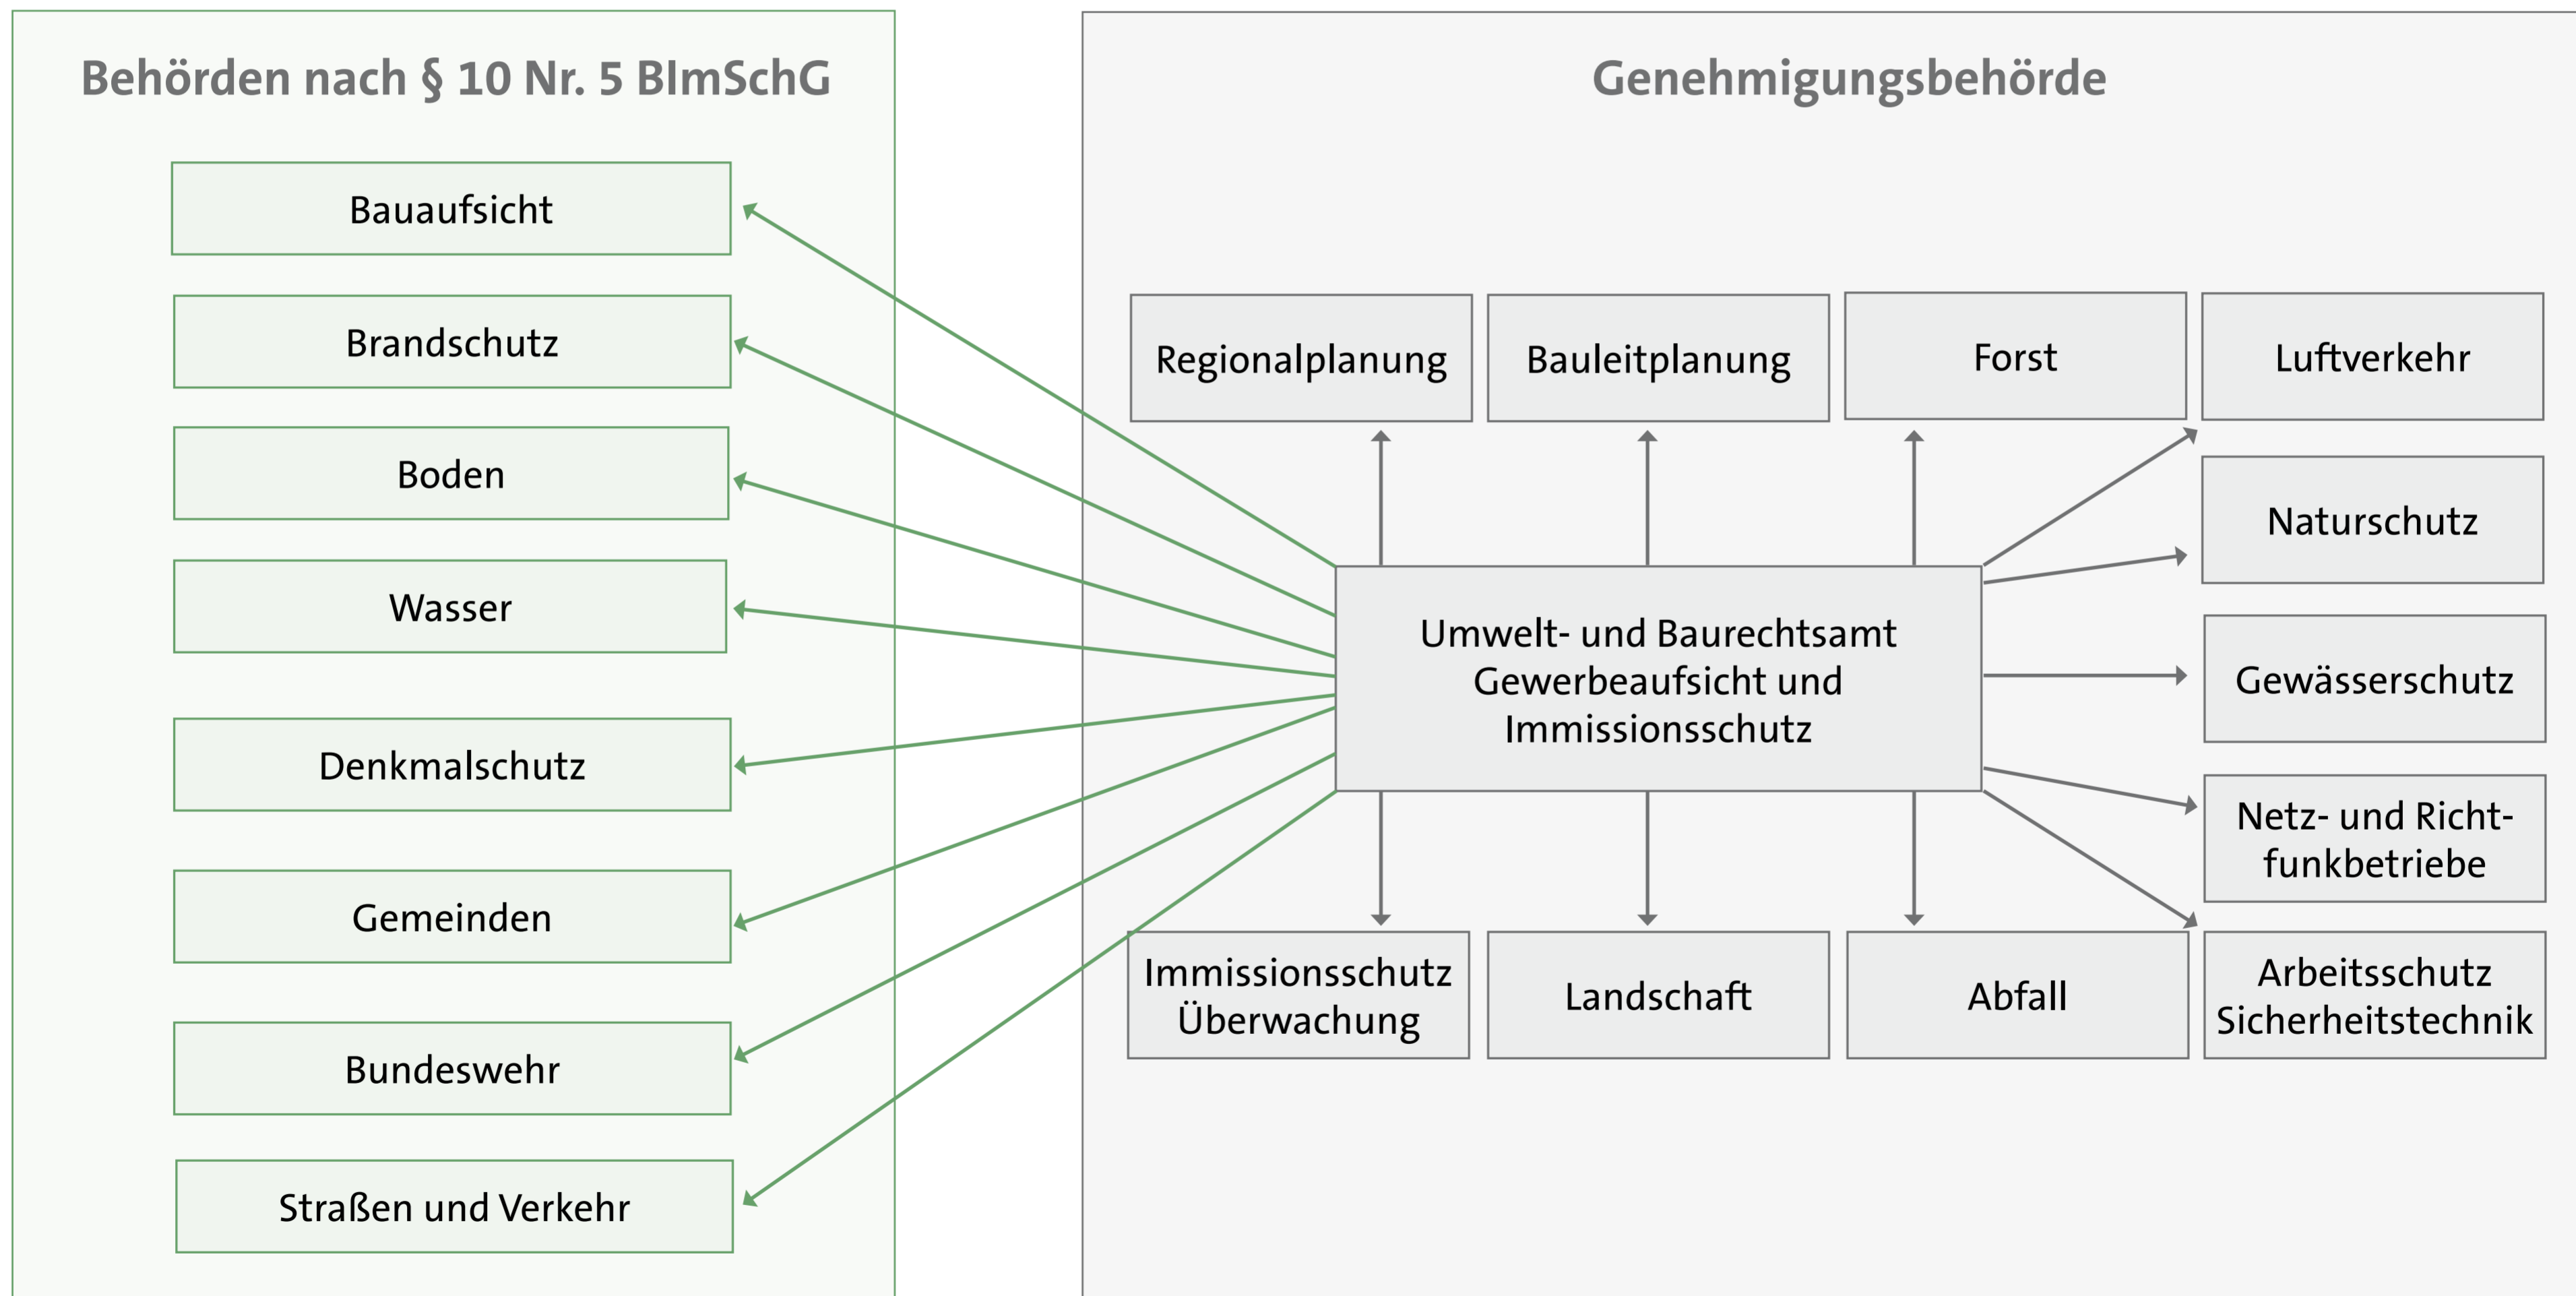 Behörden nach § 10 Nr. 5 BImSchG
Bauaufsicht
Brandschutz
Boden
Wasser
Denkmalschutz
Gemeinden
Bundeswehr
Straßen und Verkehr
Genehmigungsbehörde
Regionalplanung
Bauleitplanung
Forst
Luftverkehr
Naturschutz
Umwelt- und Baurechtsamt
Gewerbeaufsicht und
Immissionsschutz
Gewässerschutz
Netz- und Richt-
funkbetriebe
Immissionsschutz
Überwachung
Landschaft
Abfall
Arbeitsschutz
Sicherheitstechnik